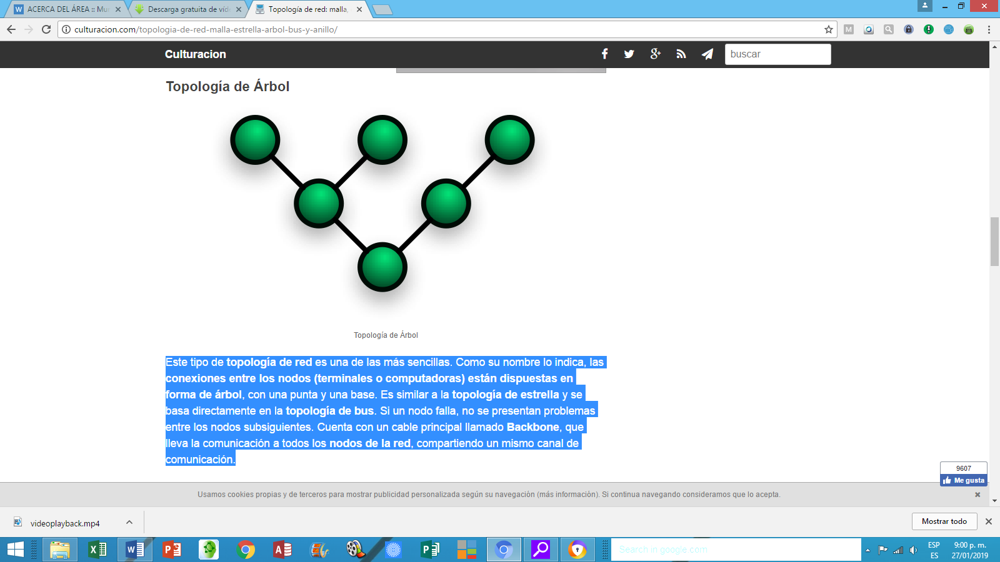 ACERCA DEL ÁREA :: Mu
Descarga gratuita de víd
Topología de red: malla,
culturacion.com/topologia-de-red-malla-estrella-arbol-bus-y-anillo/
Culturacion
buscar
Topología de Árbol
Topología de Árbol
Este tipo de topología de red es una de las más sencillas. Como su nombre lo indica, las
conexiones entre los nodos (terminales o computadoras) están dispuestas en
forma de árbol, con una punta y una base. Es similar a la topología de estrella y se
basa directamente en la topología de bus. Si un nodo falla, no se presentan problemas
entre los nodos subsiguientes. Cuenta con un cable principal llamado Backbone, que
lleva la comunicación a todos los nodos de la red, compartiendo un mismo canal de
comunicación.
9607
Me gusta
Usamos cookies propias y de terceros para mostrar publicidad personalizada según su navegación (más información). Si continua navegando consideramos que lo acepta.
videoplayback.mp4
Mostrar todo
Search in google.com
ESP
ES
9:00 p. m.
27/01/2019